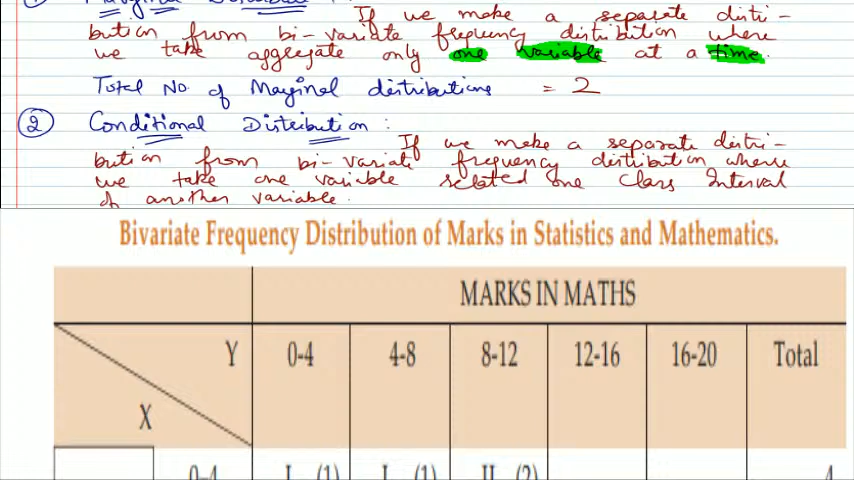 ① Marginal Distribution :
If we make a separate distri-
bution from bi-variate frequency distribution where
we take aggregate only one variable at a time.
Total No. of Marginal distributions = 2
② Conditional Distribution :
If we make a separate distri-
bution from bi-variate frequency distribution where
we take one variable related one Class Interval
of another variable.
Bivariate Frequency Distribution of Marks in Statistics and Mathematics.
MARKS IN MATHS
Y 0-4 4-8 8-12 12-16 16-20 Total
X
0–4 I (1) I (1) II (2) 4